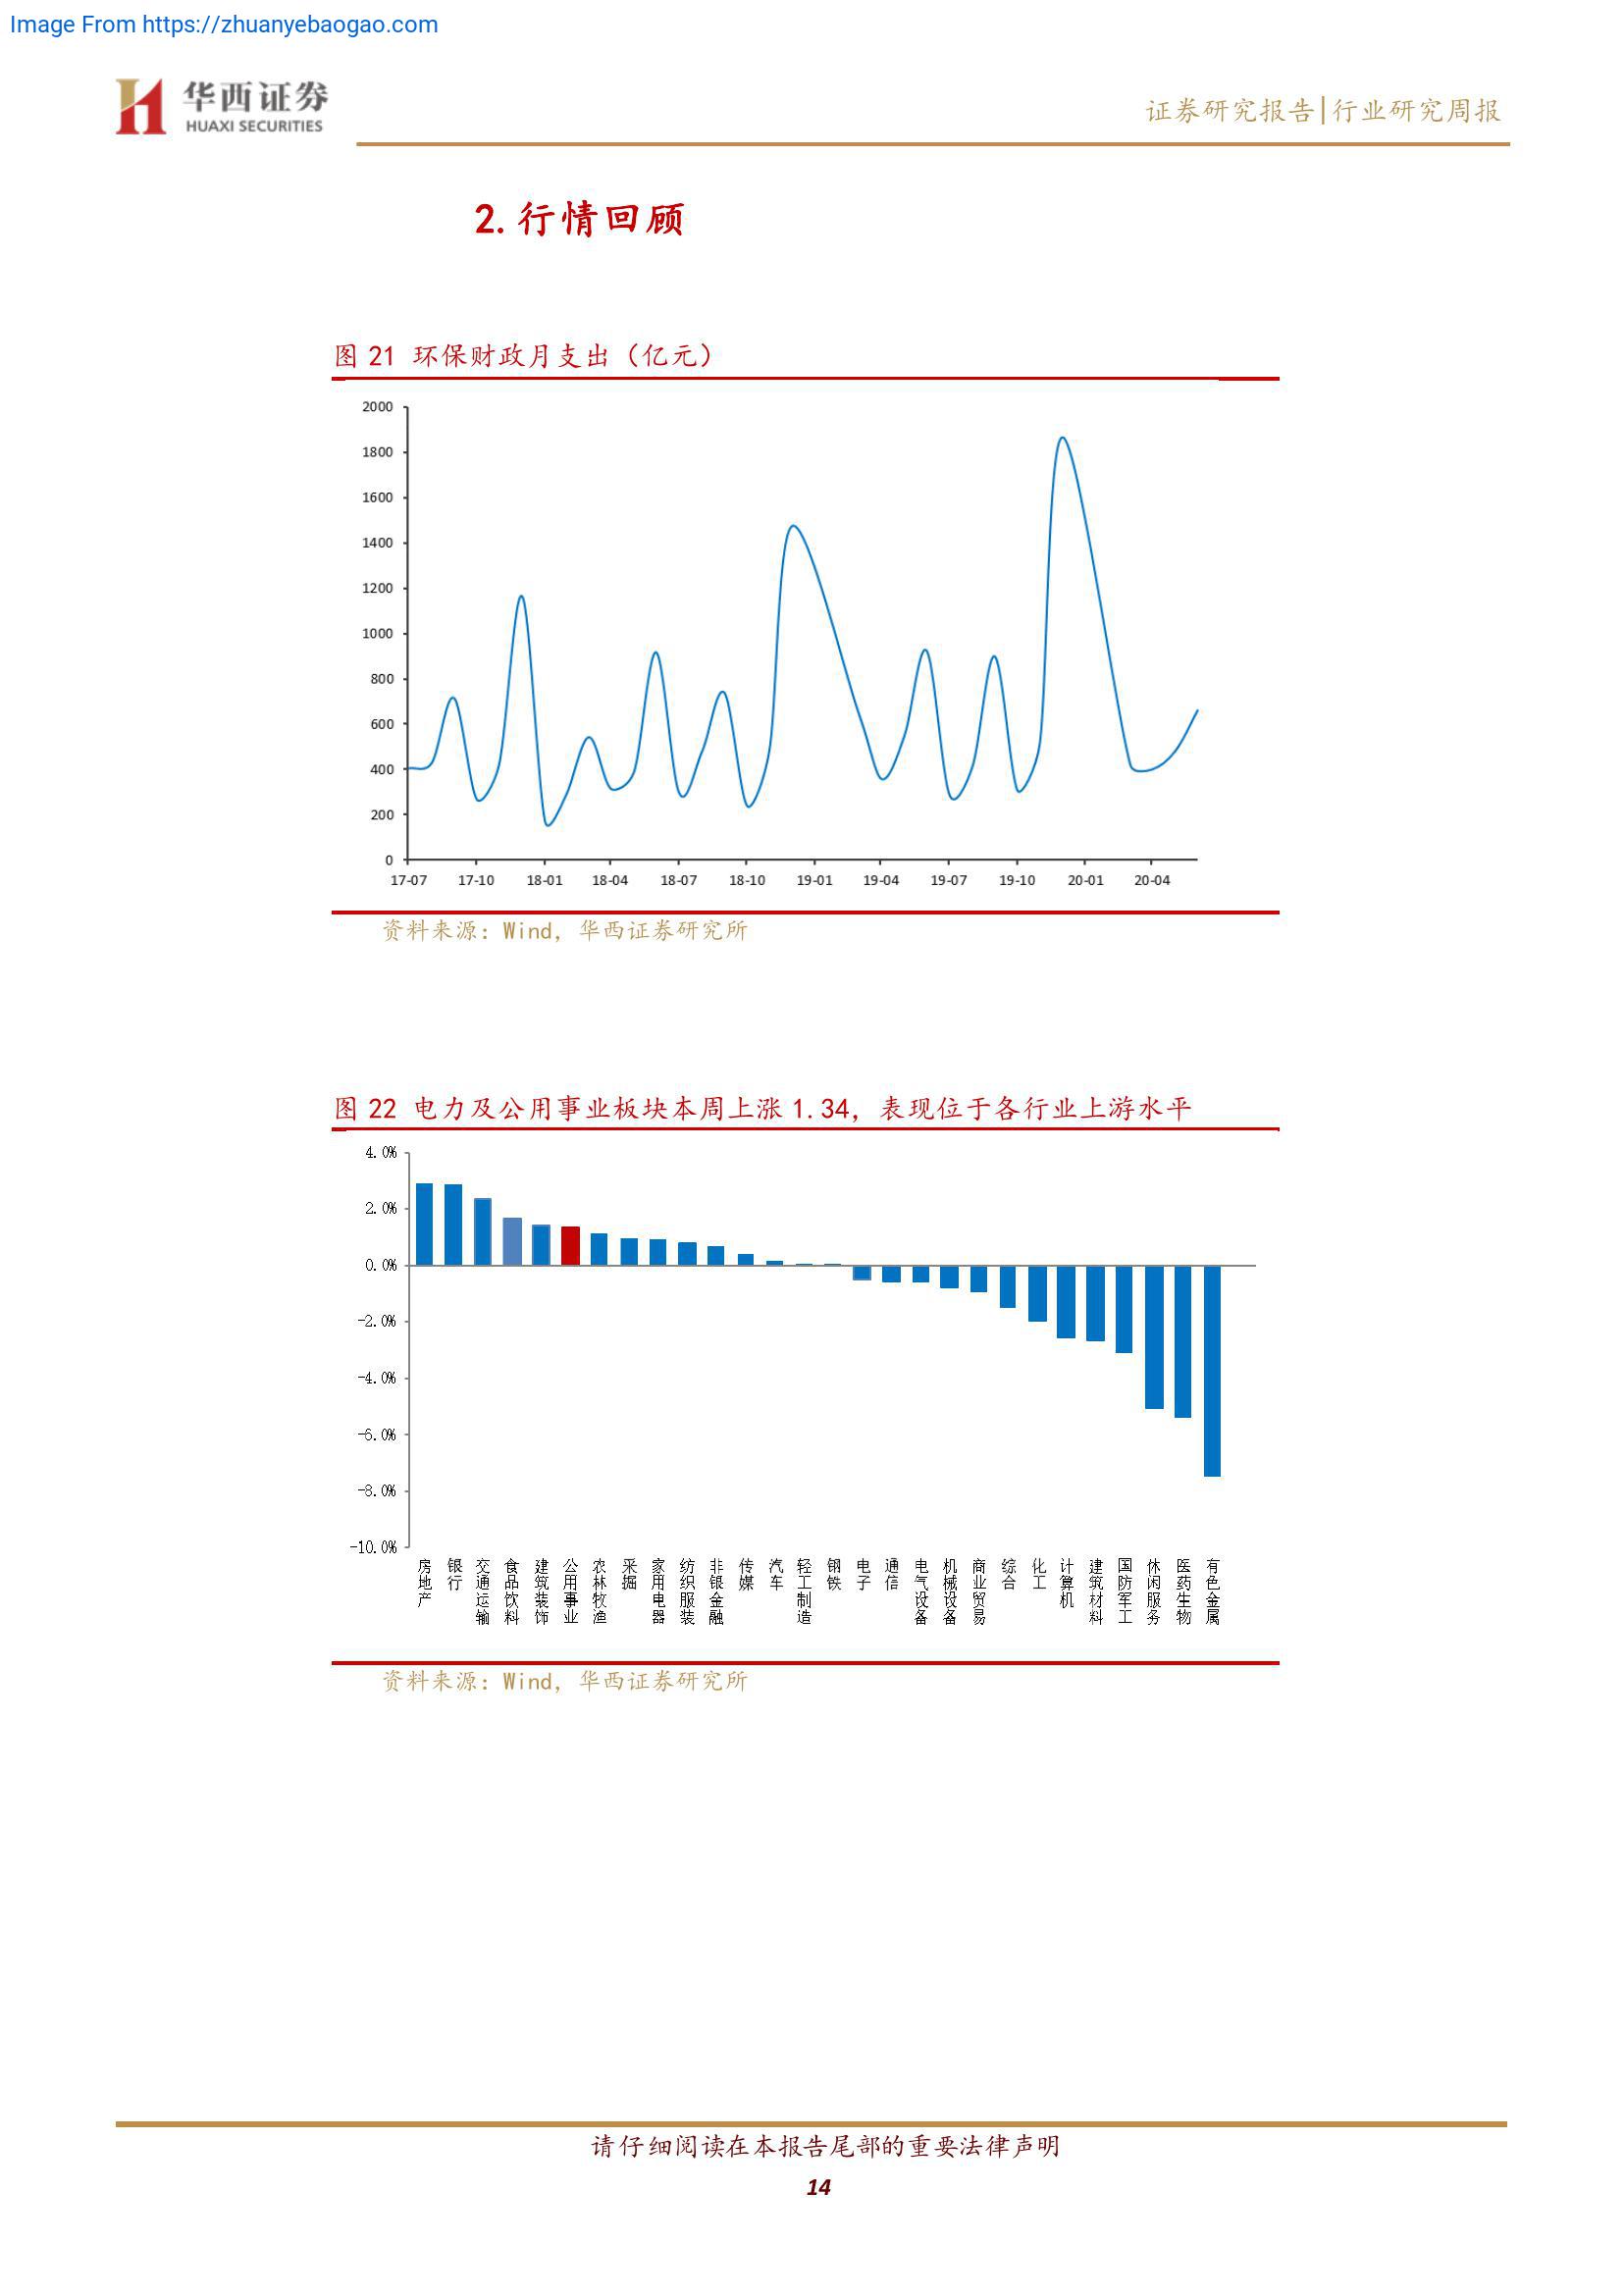 Image From https://zhuanyebaogao.com
华西证券
HUAXI SECURITIES
证券研究报告|行业研究周报
2.行情回顾
图 21 环保财政月支出（亿元）
2000
1800
1600
1400
1200
1000
800
600
400
200
0
17-07 17-10 18-01 18-04 18-07 18-10 19-01 19-04 19-07 19-10 20-01 20-04
资料来源：Wind，华西证券研究所
图 22 电力及公用事业板块本周上涨 1.34，表现位于各行业上游水平
4.0%
2.0%
0.0%
-2.0%
-4.0%
-6.0%
-8.0%
-10.0%
房地产 银行 交通运输 食品饮料 建筑装饰 公用事业 农林牧渔 采掘 家用电器 纺织服装 非银金融 传媒 汽车 轻工制造 钢铁 电子 通信 电气设备 机械设备 商业贸易 综合 化工 计算机 建筑材料 国防军工 休闲服务 医药生物 有色金属
资料来源：Wind，华西证券研究所
请仔细阅读在本报告尾部的重要法律声明
14